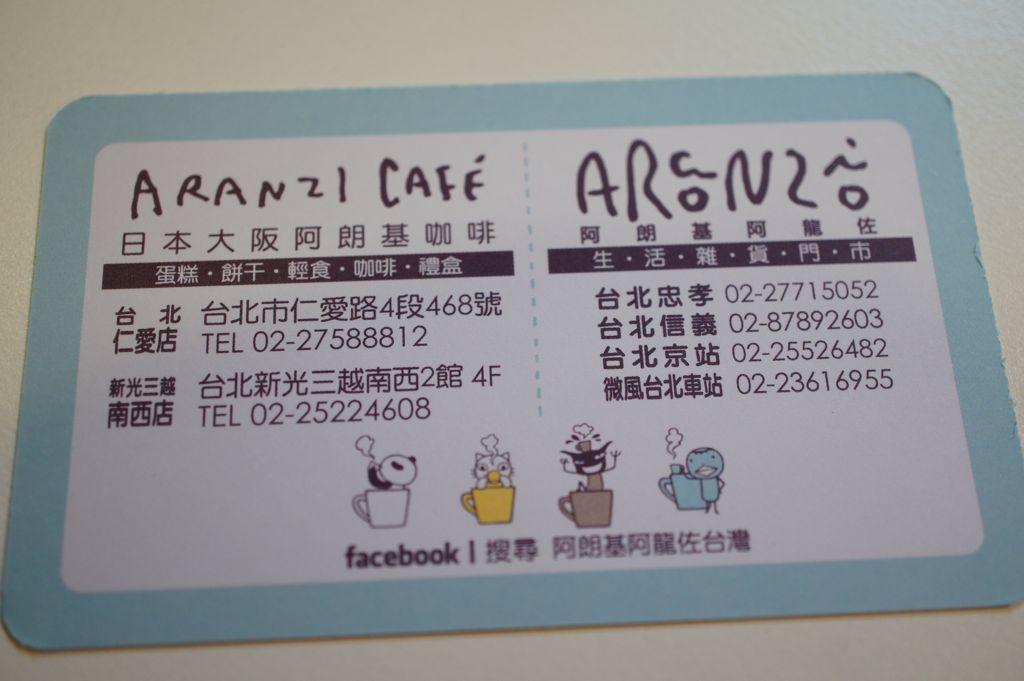 ARANZI CAFÉ
日本大阪阿朗基咖啡
蛋糕・餅干・輕食・咖啡・禮盒
台北仁愛店 台北市仁愛路4段468號
TEL 02-27588812
新光三越南西店 台北新光三越南西2館 4F
TEL 02-25224608
ARONZO
阿朗基阿龍佐
生・活・雜・貨・門・市
台北忠孝 02-27715052
台北信義 02-87892603
台北京站 02-25526482
微風台北車站 02-23616955
facebook | 搜尋 阿朗基阿龍佐台灣